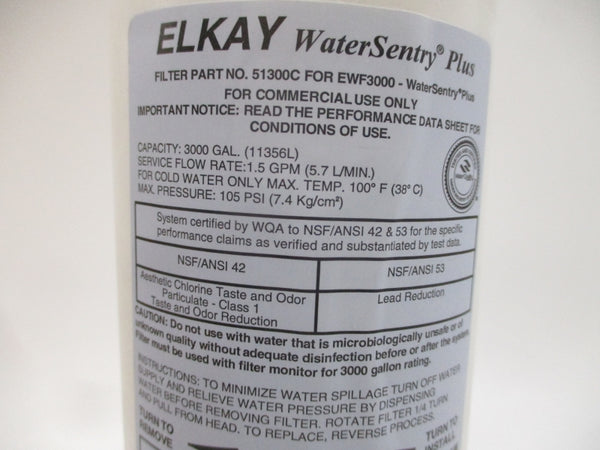 ELKAY WaterSentry® Plus
FILTER PART NO. 51300C FOR EWF3000 - WaterSentry®Plus
FOR COMMERCIAL USE ONLY
IMPORTANT NOTICE: READ THE PERFORMANCE DATA SHEET FOR
CONDITIONS OF USE.
CAPACITY: 3000 GAL. (11356L)
SERVICE FLOW RATE:1.5 GPM (5.7 L/MIN.)
FOR COLD WATER ONLY MAX. TEMP. 100° F (38° C)
MAX. PRESSURE: 105 PSI (7.4 Kg/cm²)
System certified by WQA to NSF/ANSI 42 & 53 for the specific
performance claims as verified and substantiated by test data.
NSF/ANSI 42
NSF/ANSI 53
Aesthetic Chlorine Taste and Odor
Particulate - Class 1
Taste and Odor Reduction
Lead Reduction
CAUTION: Do not use with water that is microbiologically unsafe or of
unknown quality without adequate disinfection before or after the system.
Filter must be used with filter monitor for 3000 gallon rating.
INSTRUCTIONS: TO MINIMIZE WATER SPILLAGE TURN OFF WATER
SUPPLY AND RELIEVE WATER PRESSURE BY DISPENSING
WATER BEFORE REMOVING FILTER. ROTATE FILTER 1/4 TURN
AND PULL FROM HEAD. TO REPLACE, REVERSE PROCESS.
TURN TO
REMOVE
TURN TO
INSTALL